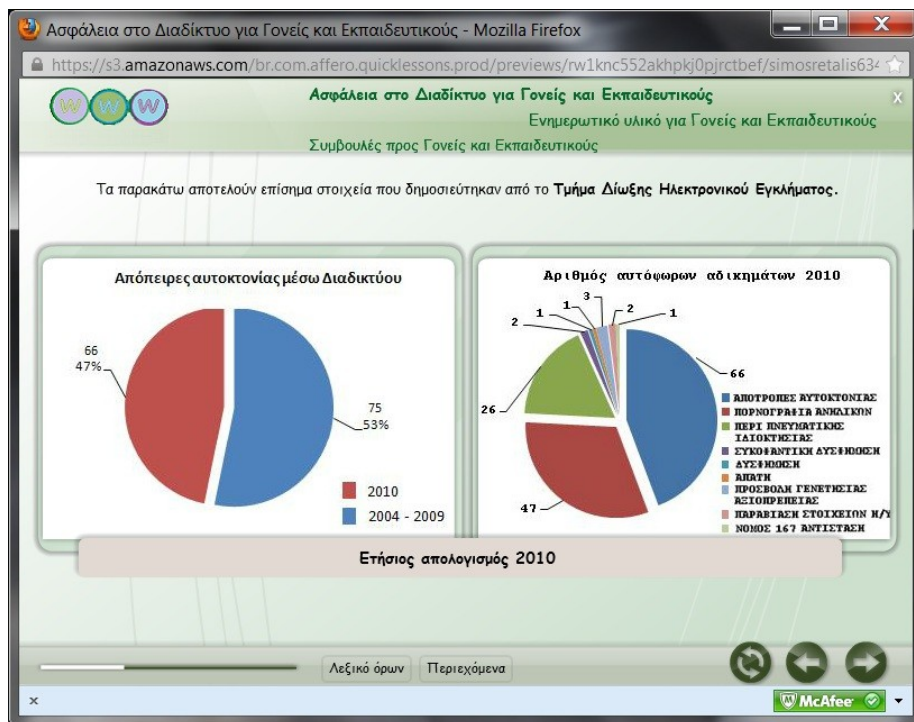 Ασφάλεια στο Διαδίκτυο για Γονείς και Εκπαιδευτικούς - Mozilla Firefox
https://s3.amazonaws.com/br.com.affero.quicklessons.prod/previews/rw1knc552akhpkj0pjrctbef/simosretalis634
W W W
Ασφάλεια στο Διαδίκτυο για Γονείς και Εκπαιδευτικούς
x
Ενημερωτικό υλικό για Γονείς και Εκπαιδευτικούς
Συμβουλές προς Γονείς και Εκπαιδευτικούς
Τα παρακάτω αποτελούν επίσημα στοιχεία που δημοσιεύτηκαν από το Τμήμα Δίωξης Ηλεκτρονικού Εγκλήματος.
Απόπειρες αυτοκτονίας μέσω Διαδικτύου
66
47%
75
53%
2010
2004 - 2009
Αριθμός αυτόφωρων αδικημάτων 2010
3
1
2
1
1
2
66
26
47
ΑΠΟΤΡΟΠΕΣ ΑΥΤΟΚΤΟΝΙΑΣ
ΠΟΡΝΟΓΡΑΦΙΑ ΑΝΗΛΙΚΩΝ
ΠΕΡΙ ΠΝΕΥΜΑΤΙΚΗΣ
ΙΔΙΟΚΤΗΣΙΑΣ
ΣΥΚΟΦΑΝΤΙΚΗ ΔΥΣΦΗΜΗΣΗ
ΔΥΣΦΗΜΗΣΗ
ΑΠΑΤΗ
ΠΡΟΣΒΟΛΗ ΓΕΝΕΤΗΣΙΑΣ
ΑΞΙΟΠΡΕΠΕΙΑΣ
ΠΑΡΑΒΙΑΣΗ ΣΤΟΙΧΕΙΩΝ Η/Υ
ΝΟΜΟΣ 167 ΑΝΤΙΣΤΑΣΗ
Ετήσιος απολογισμός 2010
Λεξικό όρων
Περιεχόμενα
x
McAfee